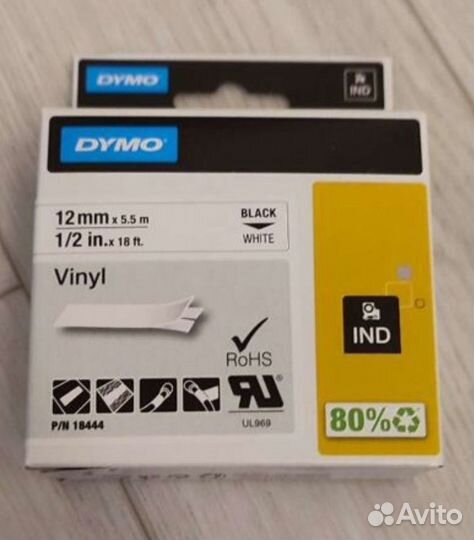 DYMO
IND
DYMO
12mm x 5.5 m
1/2 in. x 18 ft.
BLACK
WHITE
Vinyl
RoHS
P/N 18444
UL969
IND
80%
Avito